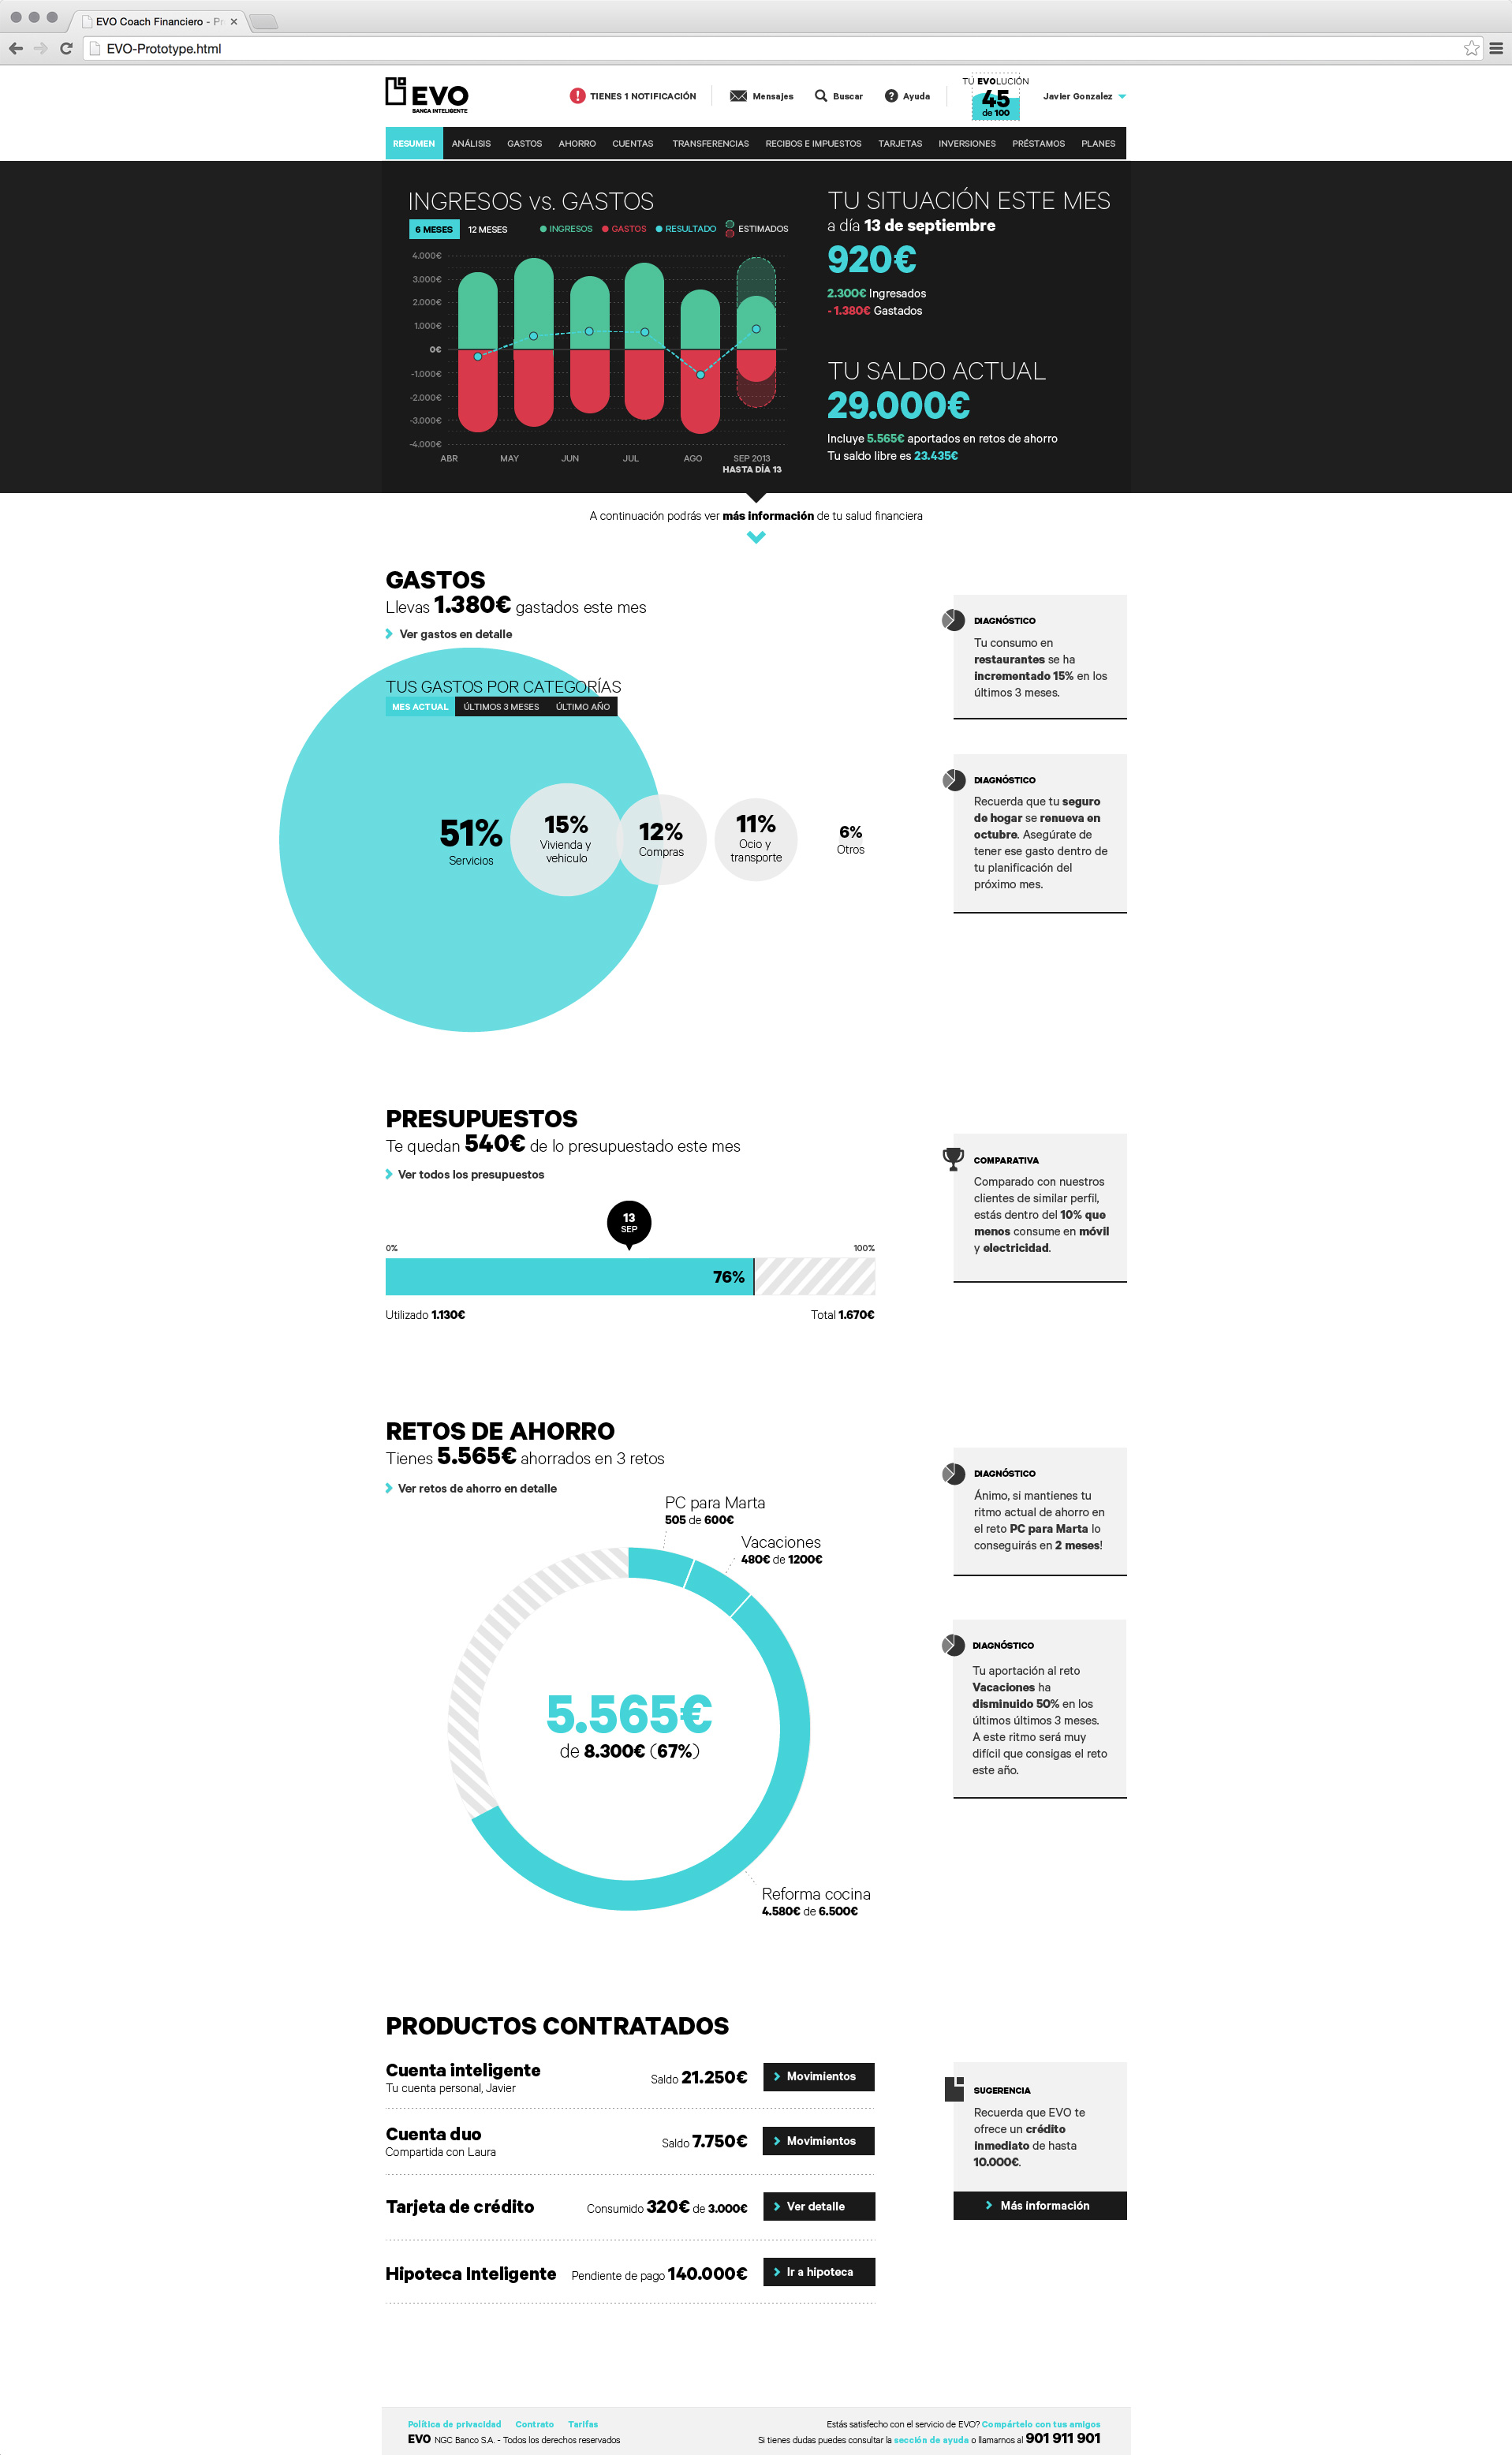 EVO Coach Financiero - Pr
EVO-Prototype.html
EVO
BANCA INTELIGENTE
TIENES 1 NOTIFICACIÓN
Mensajes
Buscar
Ayuda
TÚ EVOLUCIÓN
45
de 100
Javier Gonzalez
RESUMEN ANÁLISIS GASTOS AHORRO CUENTAS TRANSFERENCIAS RECIBOS E IMPUESTOS TARJETAS INVERSIONES PRÉSTAMOS PLANES
INGRESOS vs. GASTOS
6 MESES 12 MESES INGRESOS GASTOS RESULTADO ESTIMADOS
4.000€
3.000€
2.000€
1.000€
0€
-1.000€
-2.000€
-3.000€
-4.000€
ABR MAY JUN JUL AGO SEP 2013
HASTA DÍA 13
TU SITUACIÓN ESTE MES
a día 13 de septiembre
920€
2.300€ Ingresados
- 1.380€ Gastados
TU SALDO ACTUAL
29.000€
Incluye 5.565€ aportados en retos de ahorro
Tu saldo libre es 23.435€
A continuación podrás ver más información de tu salud financiera
GASTOS
Llevas 1.380€ gastados este mes
Ver gastos en detalle
TUS GASTOS POR CATEGORÍAS
MES ACTUAL ÚLTIMOS 3 MESES ÚLTIMO AÑO
51%
Servicios
15%
Vivienda y
vehiculo
12%
Compras
11%
Ocio y
transporte
6%
Otros
DIAGNÓSTICO
Tu consumo en
restaurantes se ha
incrementado 15% en los
últimos 3 meses.
DIAGNÓSTICO
Recuerda que tu seguro
de hogar se renueva en
octubre. Asegúrate de
tener ese gasto dentro de
tu planificación del
próximo mes.
PRESUPUESTOS
Te quedan 540€ de lo presupuestado este mes
Ver todos los presupuestos
13
SEP
0% 100%
76%
Utilizado 1.130€ Total 1.670€
COMPARATIVA
Comparado con nuestros
clientes de similar perfil,
estás dentro del 10% que
menos consume en móvil
y electricidad.
RETOS DE AHORRO
Tienes 5.565€ ahorrados en 3 retos
Ver retos de ahorro en detalle
PC para Marta
505 de 600€
Vacaciones
480€ de 1200€
5.565€
de 8.300€ (67%)
Reforma cocina
4.580€ de 6.500€
DIAGNÓSTICO
Ánimo, si mantienes tu
ritmo actual de ahorro en
el reto PC para Marta lo
conseguirás en 2 meses!
DIAGNÓSTICO
Tu aportación al reto
Vacaciones ha
disminuido 50% en los
últimos últimos 3 meses.
A este ritmo será muy
difícil que consigas el reto
este año.
PRODUCTOS CONTRATADOS
Cuenta inteligente
Tu cuenta personal, Javier
Saldo 21.250€
Movimientos
Cuenta duo
Compartida con Laura
Saldo 7.750€
Movimientos
Tarjeta de crédito
Consumido 320€ de 3.000€
Ver detalle
Hipoteca Inteligente
Pendiente de pago 140.000€
Ir a hipoteca
SUGERENCIA
Recuerda que EVO te
ofrece un crédito
inmediato de hasta
10.000€.
Más información
Política de privacidad Contrato Tarifas
EVO NGC Banco S.A. - Todos los derechos reservados
Estás satisfecho con el servicio de EVO? Compártelo con tus amigos
Si tienes dudas puedes consultar la sección de ayuda o llamarnos al 901 911 901